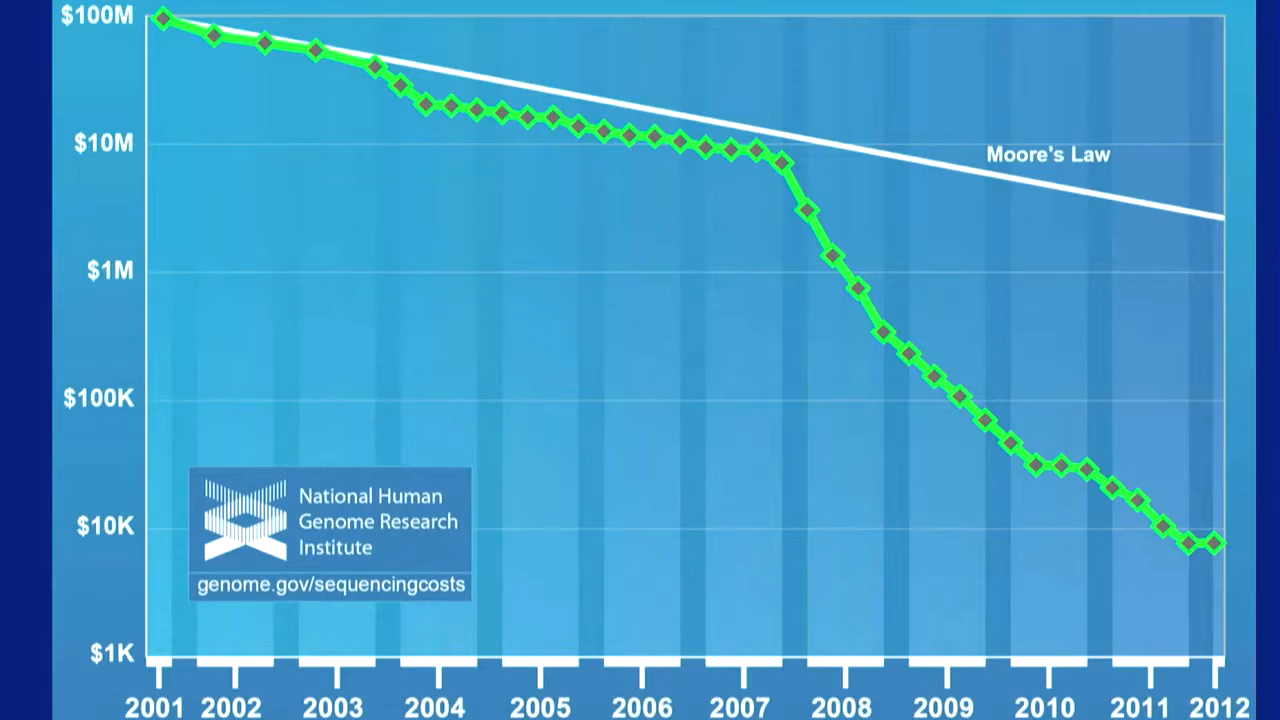 $100M
$10M
Moore's Law
$1M
$100K
National Human
Genome Research
Institute
genome.gov/sequencingcosts
$10K
$1K
2001 2002 2003 2004 2005 2006 2007 2008 2009 2010 2011 2012